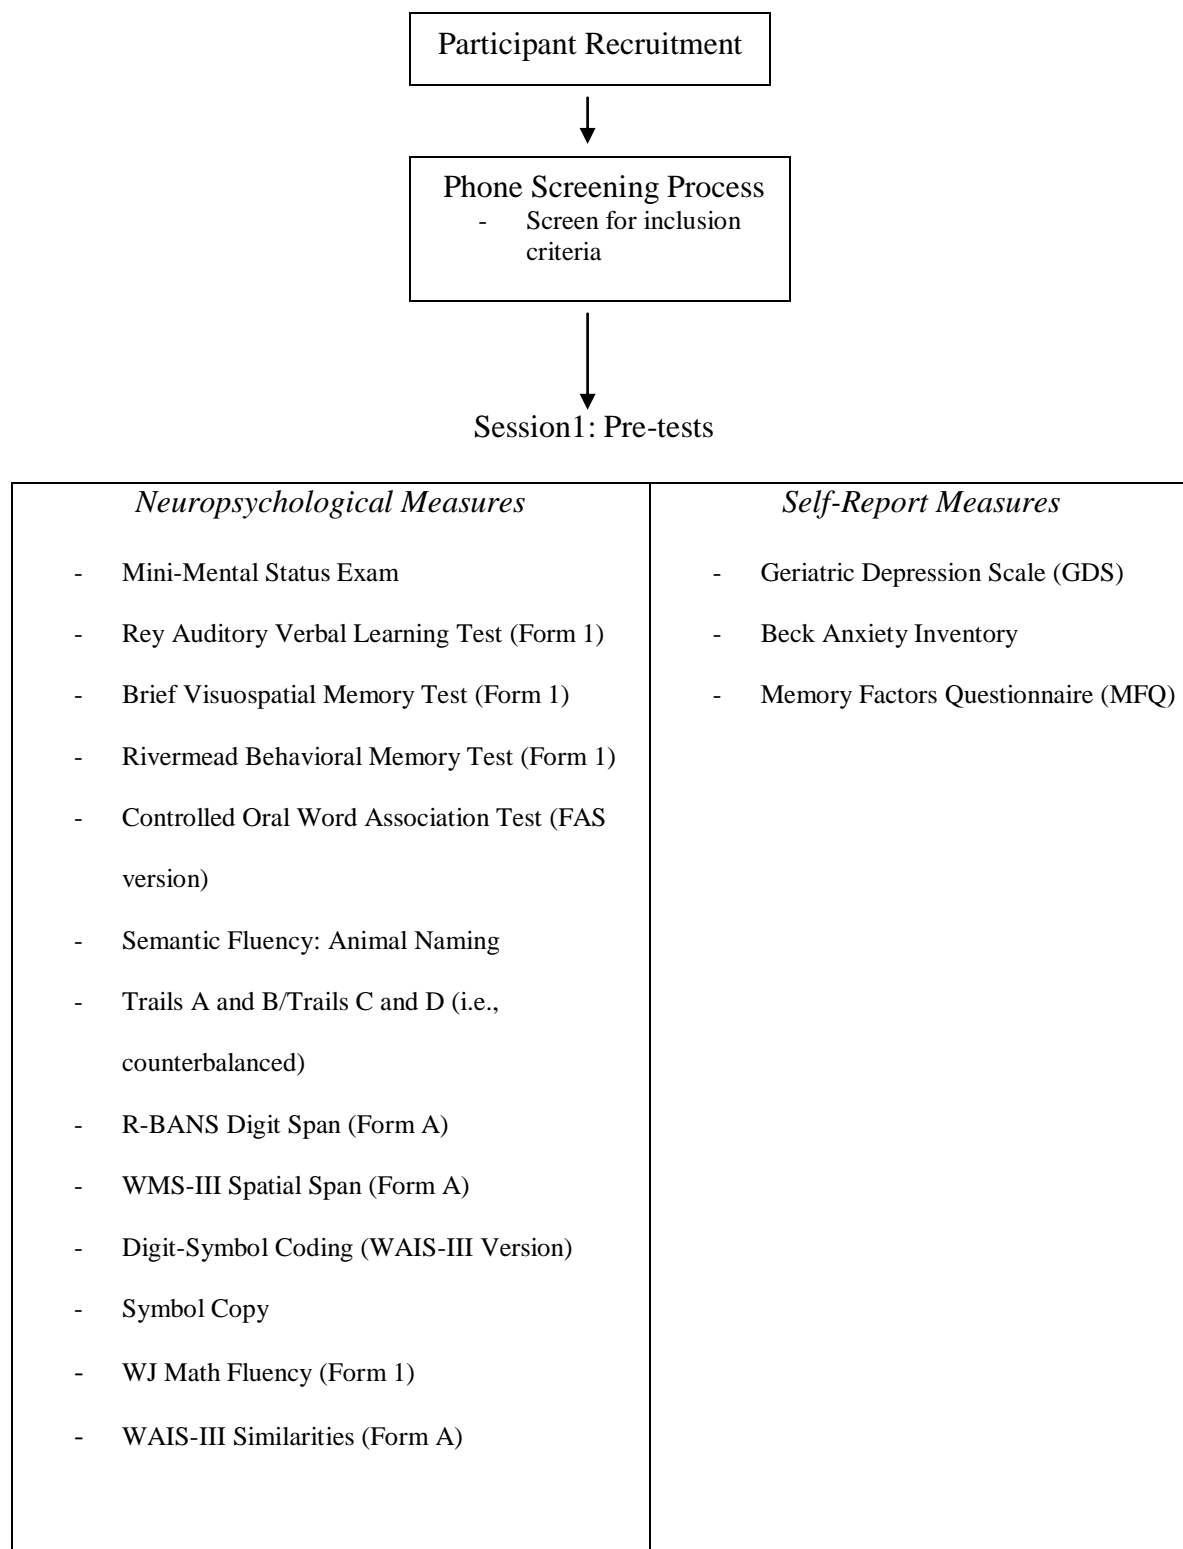 Participant Recruitment
Phone Screening Process
- Screen for inclusion
criteria
Session1: Pre-tests
Neuropsychological Measures
- Mini-Mental Status Exam
- Rey Auditory Verbal Learning Test (Form 1)
- Brief Visuospatial Memory Test (Form 1)
- Rivermead Behavioral Memory Test (Form 1)
- Controlled Oral Word Association Test (FAS
version)
- Semantic Fluency: Animal Naming
- Trails A and B/Trails C and D (i.e.,
counterbalanced)
- R-BANS Digit Span (Form A)
- WMS-III Spatial Span (Form A)
- Digit-Symbol Coding (WAIS-III Version)
- Symbol Copy
- WJ Math Fluency (Form 1)
- WAIS-III Similarities (Form A)
Self-Report Measures
- Geriatric Depression Scale (GDS)
- Beck Anxiety Inventory
- Memory Factors Questionnaire (MFQ)